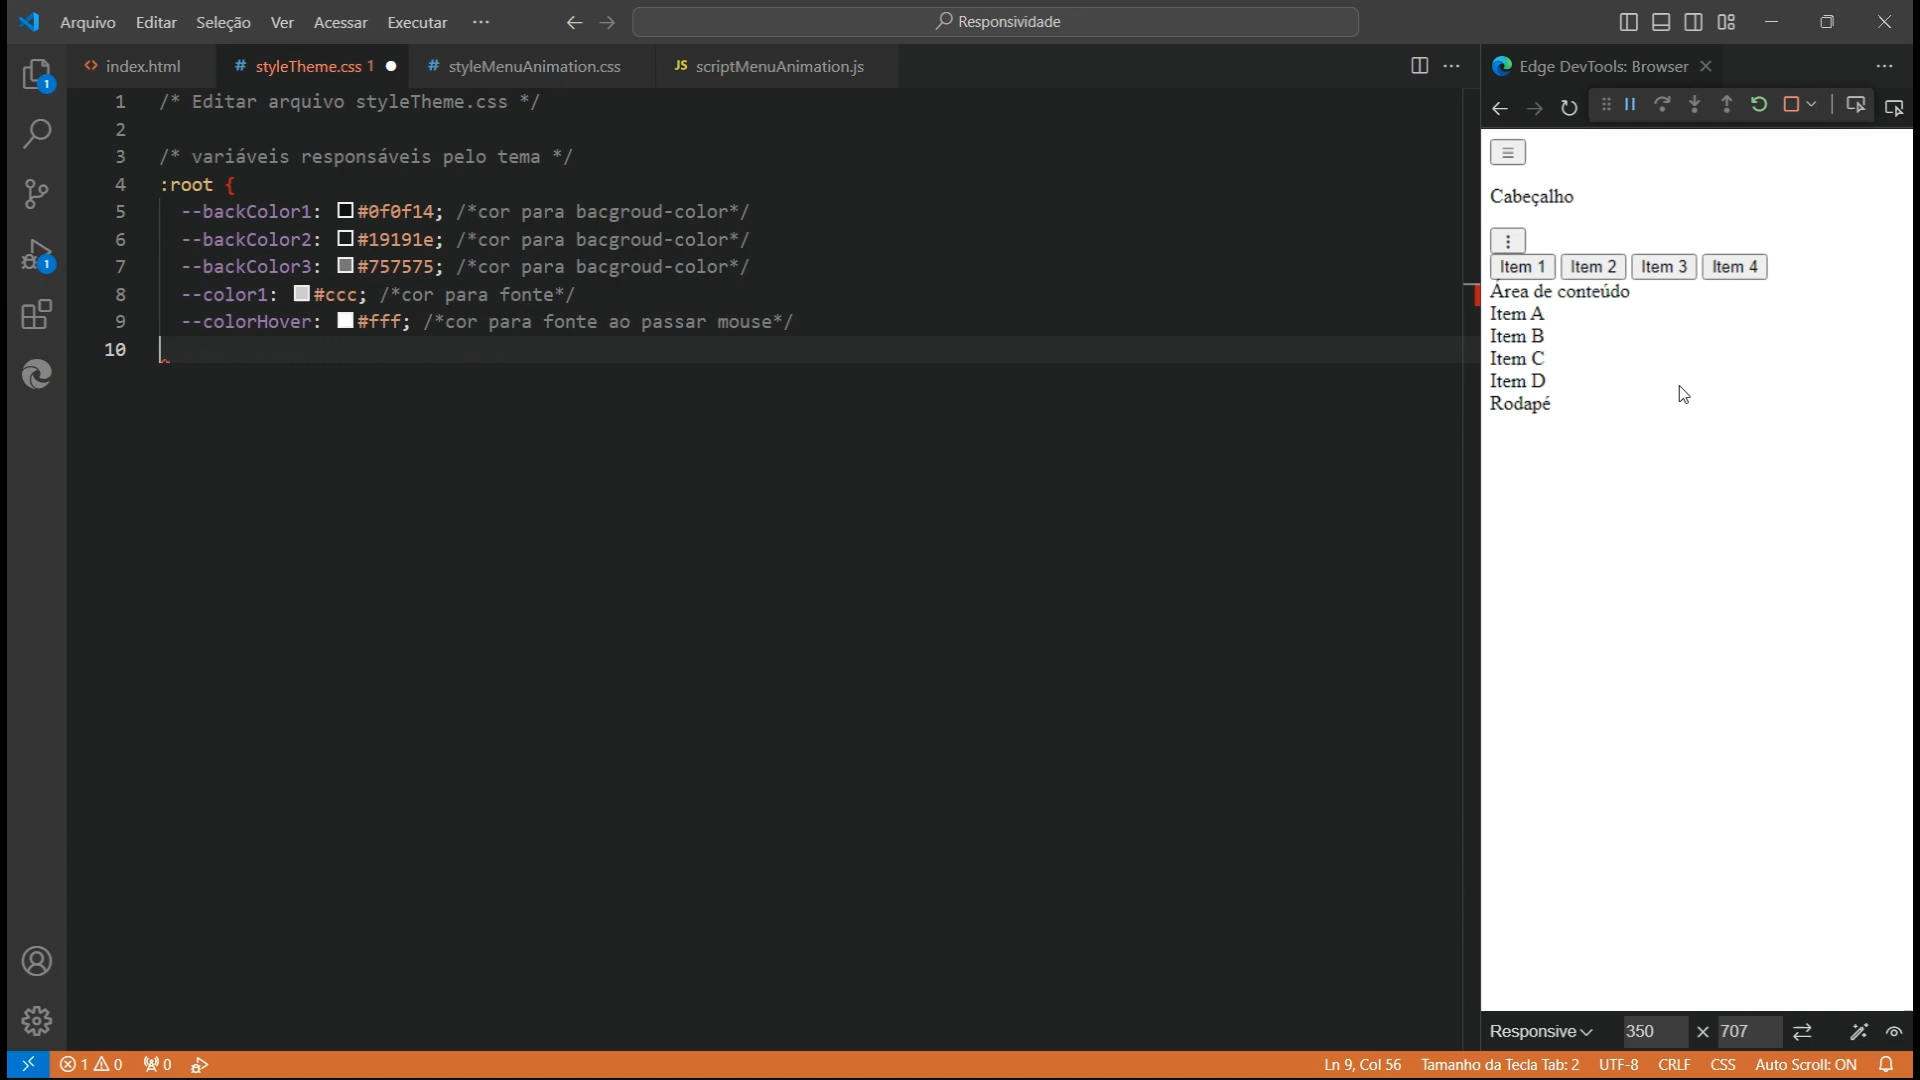 Arquivo Editar Seleção Ver Acessar Executar ··· Responsividade
index.html # styleTheme.css 1 # styleMenuAnimation.css JS scriptMenuAnimation.js Edge DevTools: Browser
1 /* Editar arquivo styleTheme.css */
2
3 /* variáveis responsáveis pelo tema */
4 :root {
5 --backColor1: #0f0f14; /*cor para bacgroud-color*/
6 --backColor2: #19191e; /*cor para bacgroud-color*/
7 --backColor3: #757575; /*cor para bacgroud-color*/
8 --color1: #ccc; /*cor para fonte*/
9 --colorHover: #fff; /*cor para fonte ao passar mouse*/
10
1
1
Cabeçalho
Item 1 Item 2 Item 3 Item 4
Área de conteúdo
Item A
Item B
Item C
Item D
Rodapé
Responsive 350 × 707
1 0 0 Ln 9, Col 56 Tamanho da Tecla Tab: 2 UTF-8 CRLF CSS Auto Scroll: ON